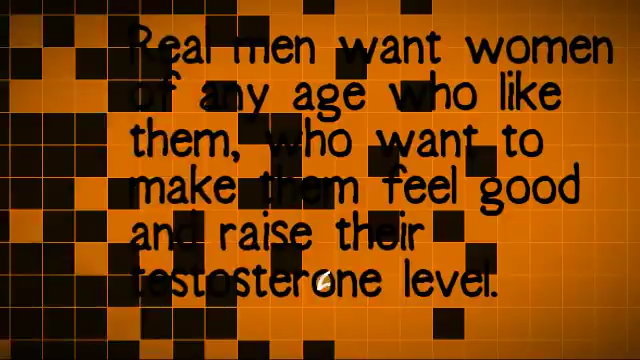 Real men want women
of any age who like
them, who want to
make them feel good
and raise their
testosterone level.